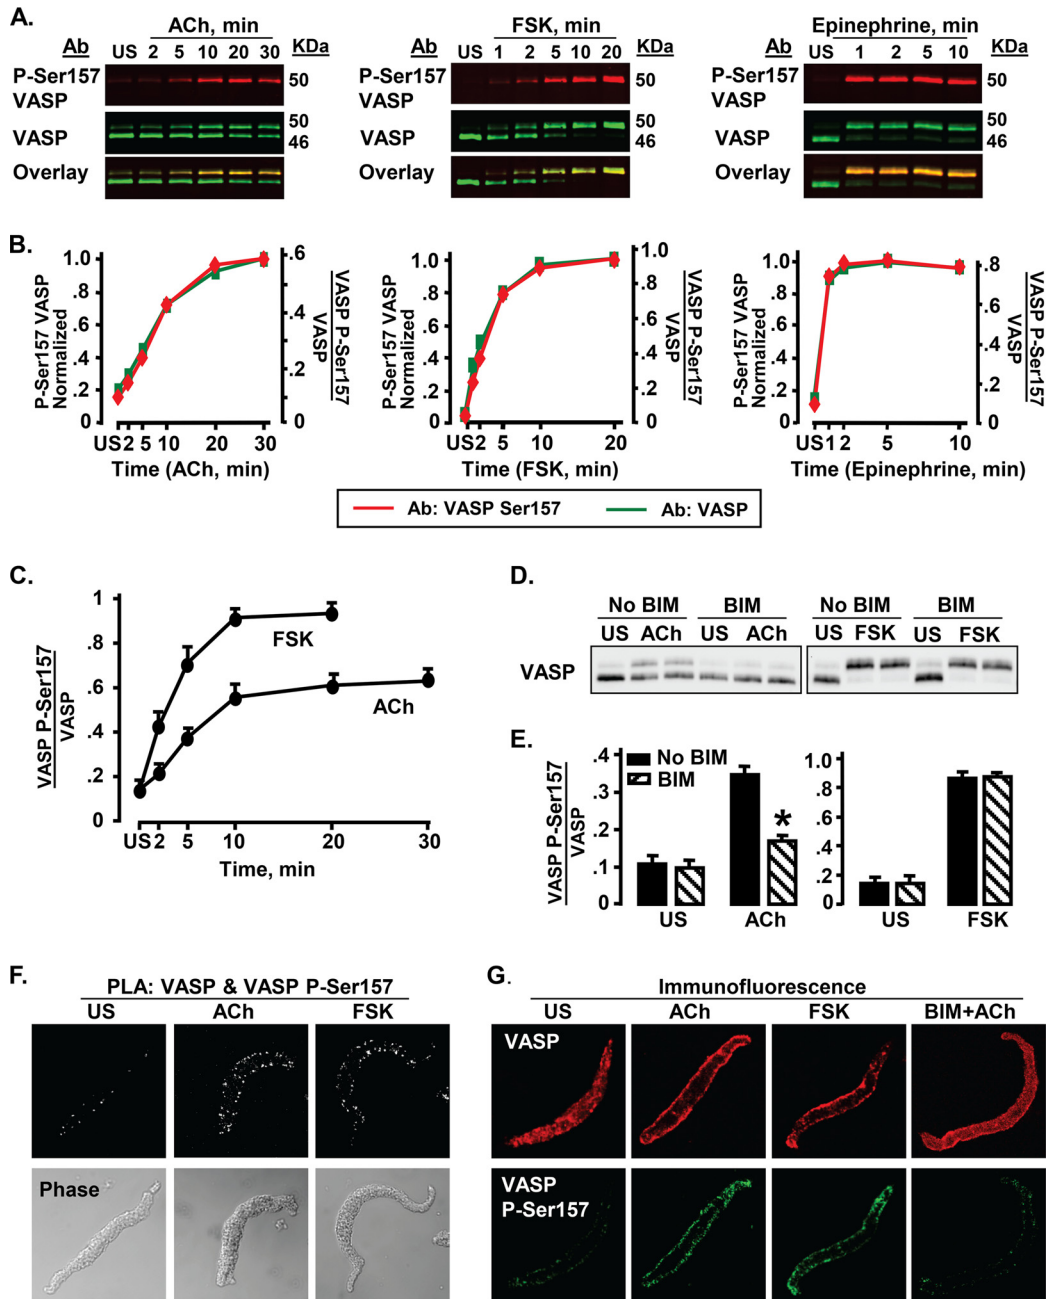 A.
ACh, min
Ab US 2 5 10 20 30 KDa
P-Ser157 VASP 50
VASP 50 46
Overlay
FSK, min
Ab US 1 2 5 10 20 KDa
P-Ser157 VASP 50
VASP 50 46
Overlay
Epinephrine, min
Ab US 1 2 5 10 KDa
P-Ser157 VASP 50
VASP 50 46
Overlay
B.
P-Ser157 VASP Normalized
1.0 .8 .6 .4 .2 0
.6 .4 .2 0
VASP P-Ser157 VASP
US 2 5 10 20 30
Time (ACh, min)
P-Ser157 VASP Normalized
1.0 .8 .6 .4 .2 0
1.0 .8 .6 .4 .2 0
VASP P-Ser157 VASP
US 2 5 10 20
Time (FSK, min)
P-Ser157 VASP Normalized
1.0 .8 .6 .4 .2 0
.8 .6 .4 .2 0
VASP P-Ser157 VASP
US 1 2 5 10
Time (Epinephrine, min)
Ab: VASP Ser157 Ab: VASP
C.
VASP P-Ser157 VASP
1 .8 .6 .4 .2 0
FSK
ACh
US 2 5 10 20 30
Time, min
D.
No BIM BIM
US ACh US ACh
No BIM BIM
US FSK US FSK
VASP
E.
VASP P-Ser157 VASP
.4 .3 .2 .1 0
No BIM
BIM
*
US ACh
1.0 .8 .6 .4 .2 0
US FSK
F.
PLA: VASP & VASP P-Ser157
US ACh FSK
Phase
G.
Immunofluorescence
US ACh FSK BIM+ACh
VASP
VASP
P-Ser157